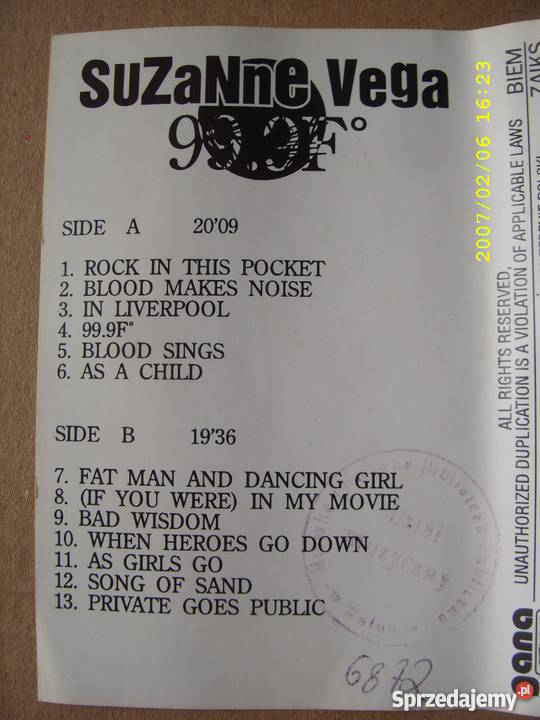 SuZaNNe Vega
99.9F°
SIDE A 20'09
1. ROCK IN THIS POCKET
2. BLOOD MAKES NOISE
3. IN LIVERPOOL
4. 99.9F°
5. BLOOD SINGS
6. AS A CHILD
SIDE B 19'36
7. FAT MAN AND DANCING GIRL
8. (IF YOU WERE) IN MY MOVIE
9. BAD WISDOM
10. WHEN HEROES GO DOWN
11. AS GIRLS GO
12. SONG OF SAND
13. PRIVATE GOES PUBLIC
6872
2007/02/06 16:23
ALL RIGHTS RESERVED,
UNAUTHORIZED DUPLICATION IS A VIOLATION OF APPLICABLE LAWS BIEM
ZAIKS
Sprzedajemy.pl